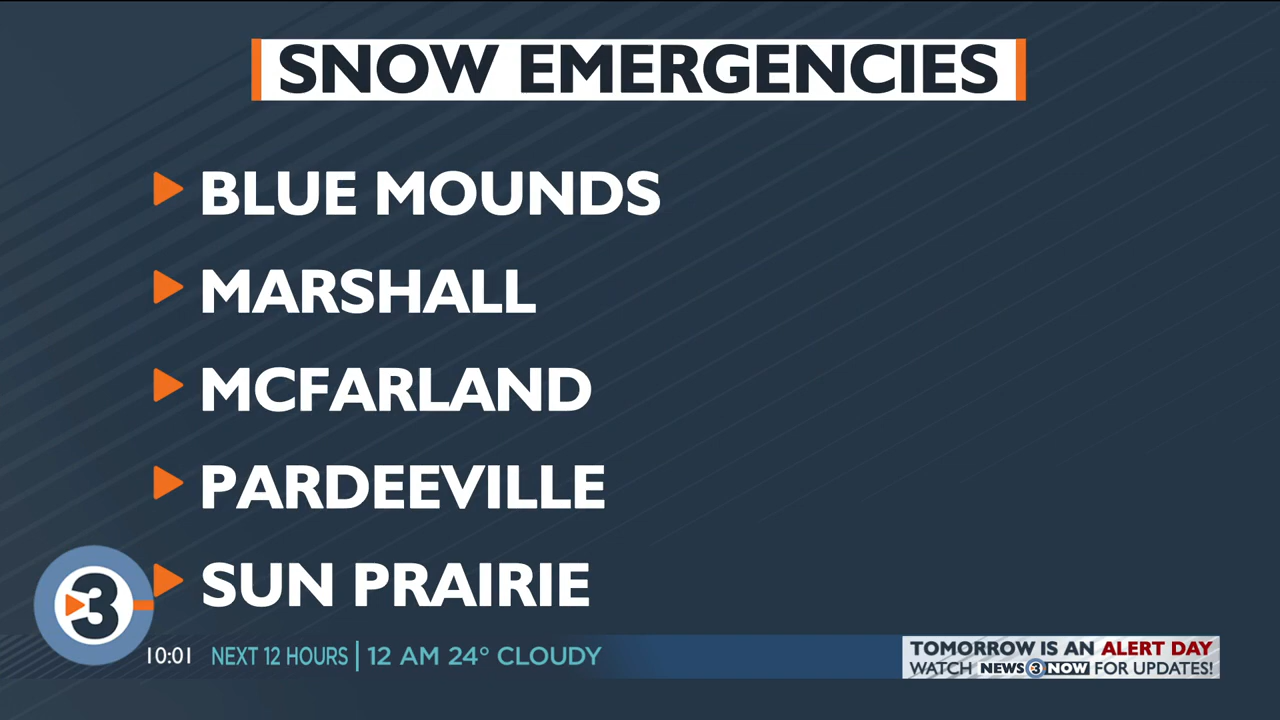 SNOW EMERGENCIES
BLUE MOUNDS
MARSHALL
MCFARLAND
PARDEEVILLE
SUN PRAIRIE
3
10:01 NEXT 12 HOURS | 12 AM 24° CLOUDY
TOMORROW IS AN ALERT DAY
WATCH NEWS 3 NOW FOR UPDATES!